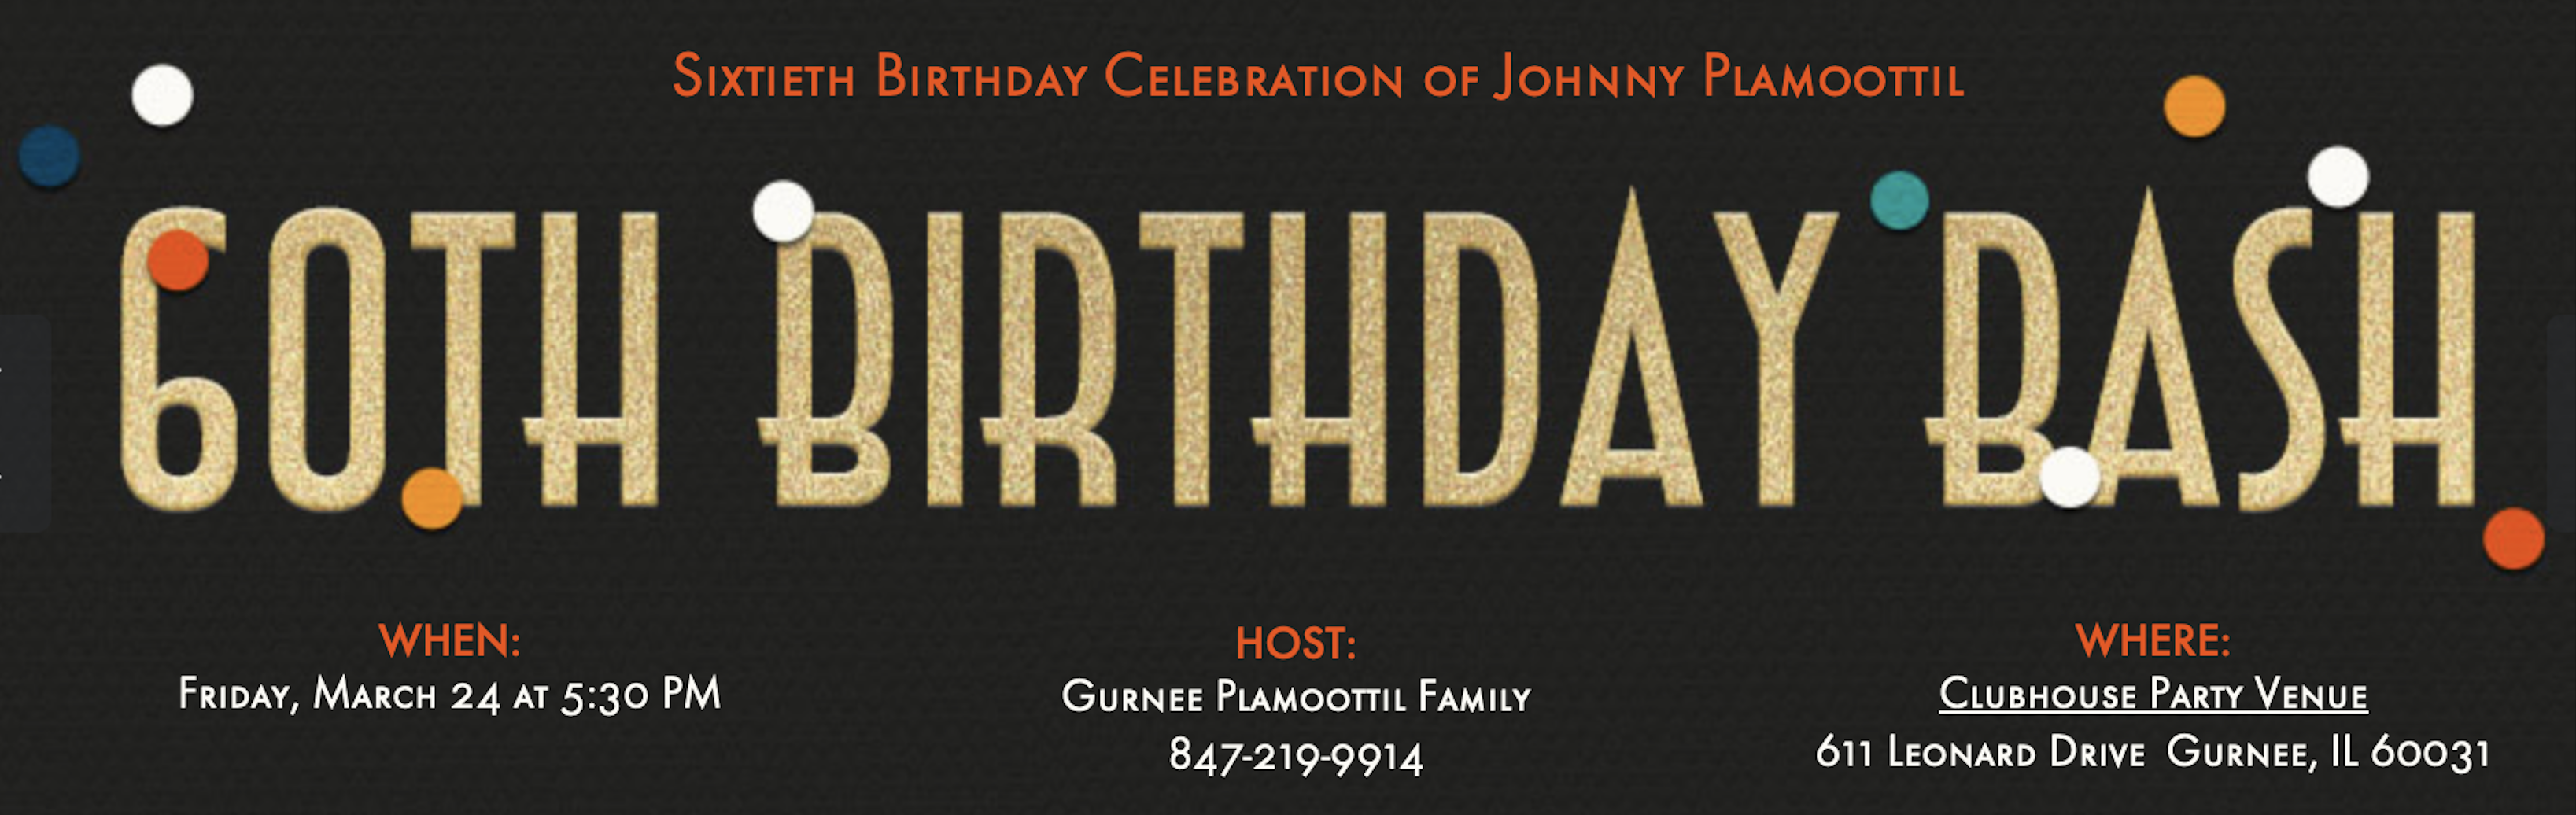 Sixtieth Birthday Celebration of Johnny Plamoottil
60TH BIRTHDAY BASH
WHEN:
Friday, March 24 at 5:30 PM
HOST:
Gurnee Plamoottil Family
847-219-9914
WHERE:
Clubhouse Party Venue
611 Leonard Drive Gurnee, IL 60031